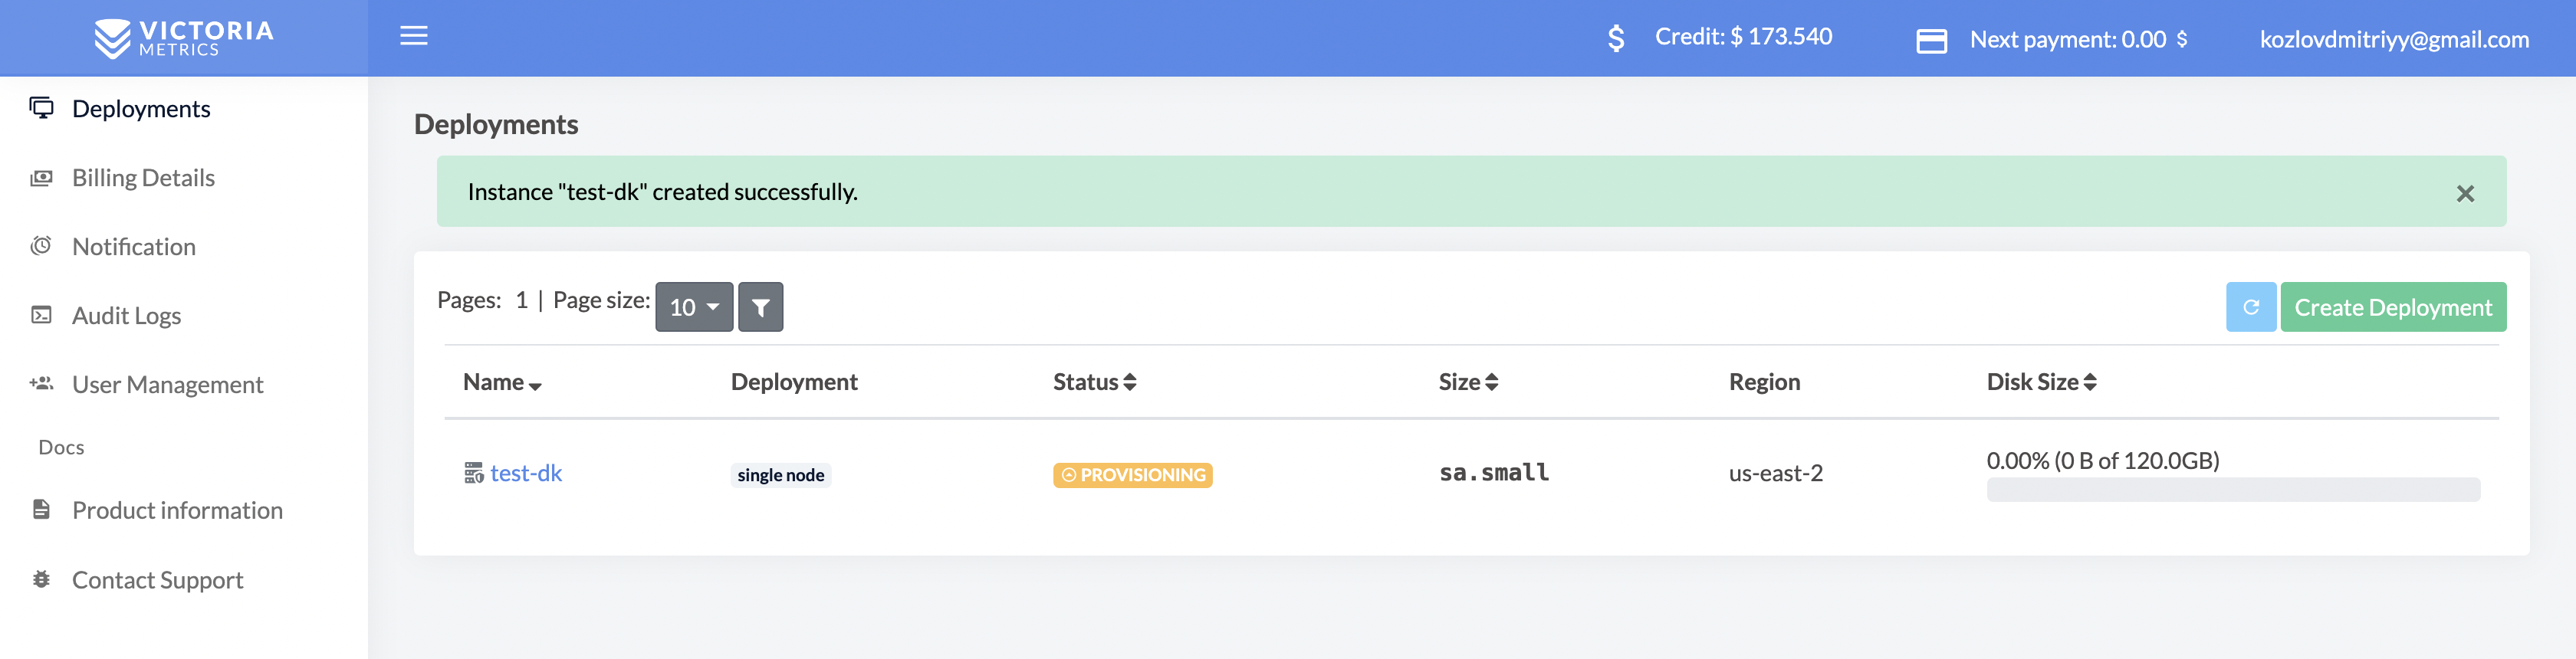 VICTORIA
METRICS
Credit: $ 173.540
Next payment: 0.00 $
kozlovdmitriyy@gmail.com
Deployments
Billing Details
Notification
Audit Logs
User Management
Docs
Product information
Contact Support
Deployments
Instance "test-dk" created successfully.
Pages: 1 | Page size: 10
Create Deployment
Name Deployment Status Size Region Disk Size
test-dk single node PROVISIONING sa.small us-east-2 0.00% (0 B of 120.0GB)